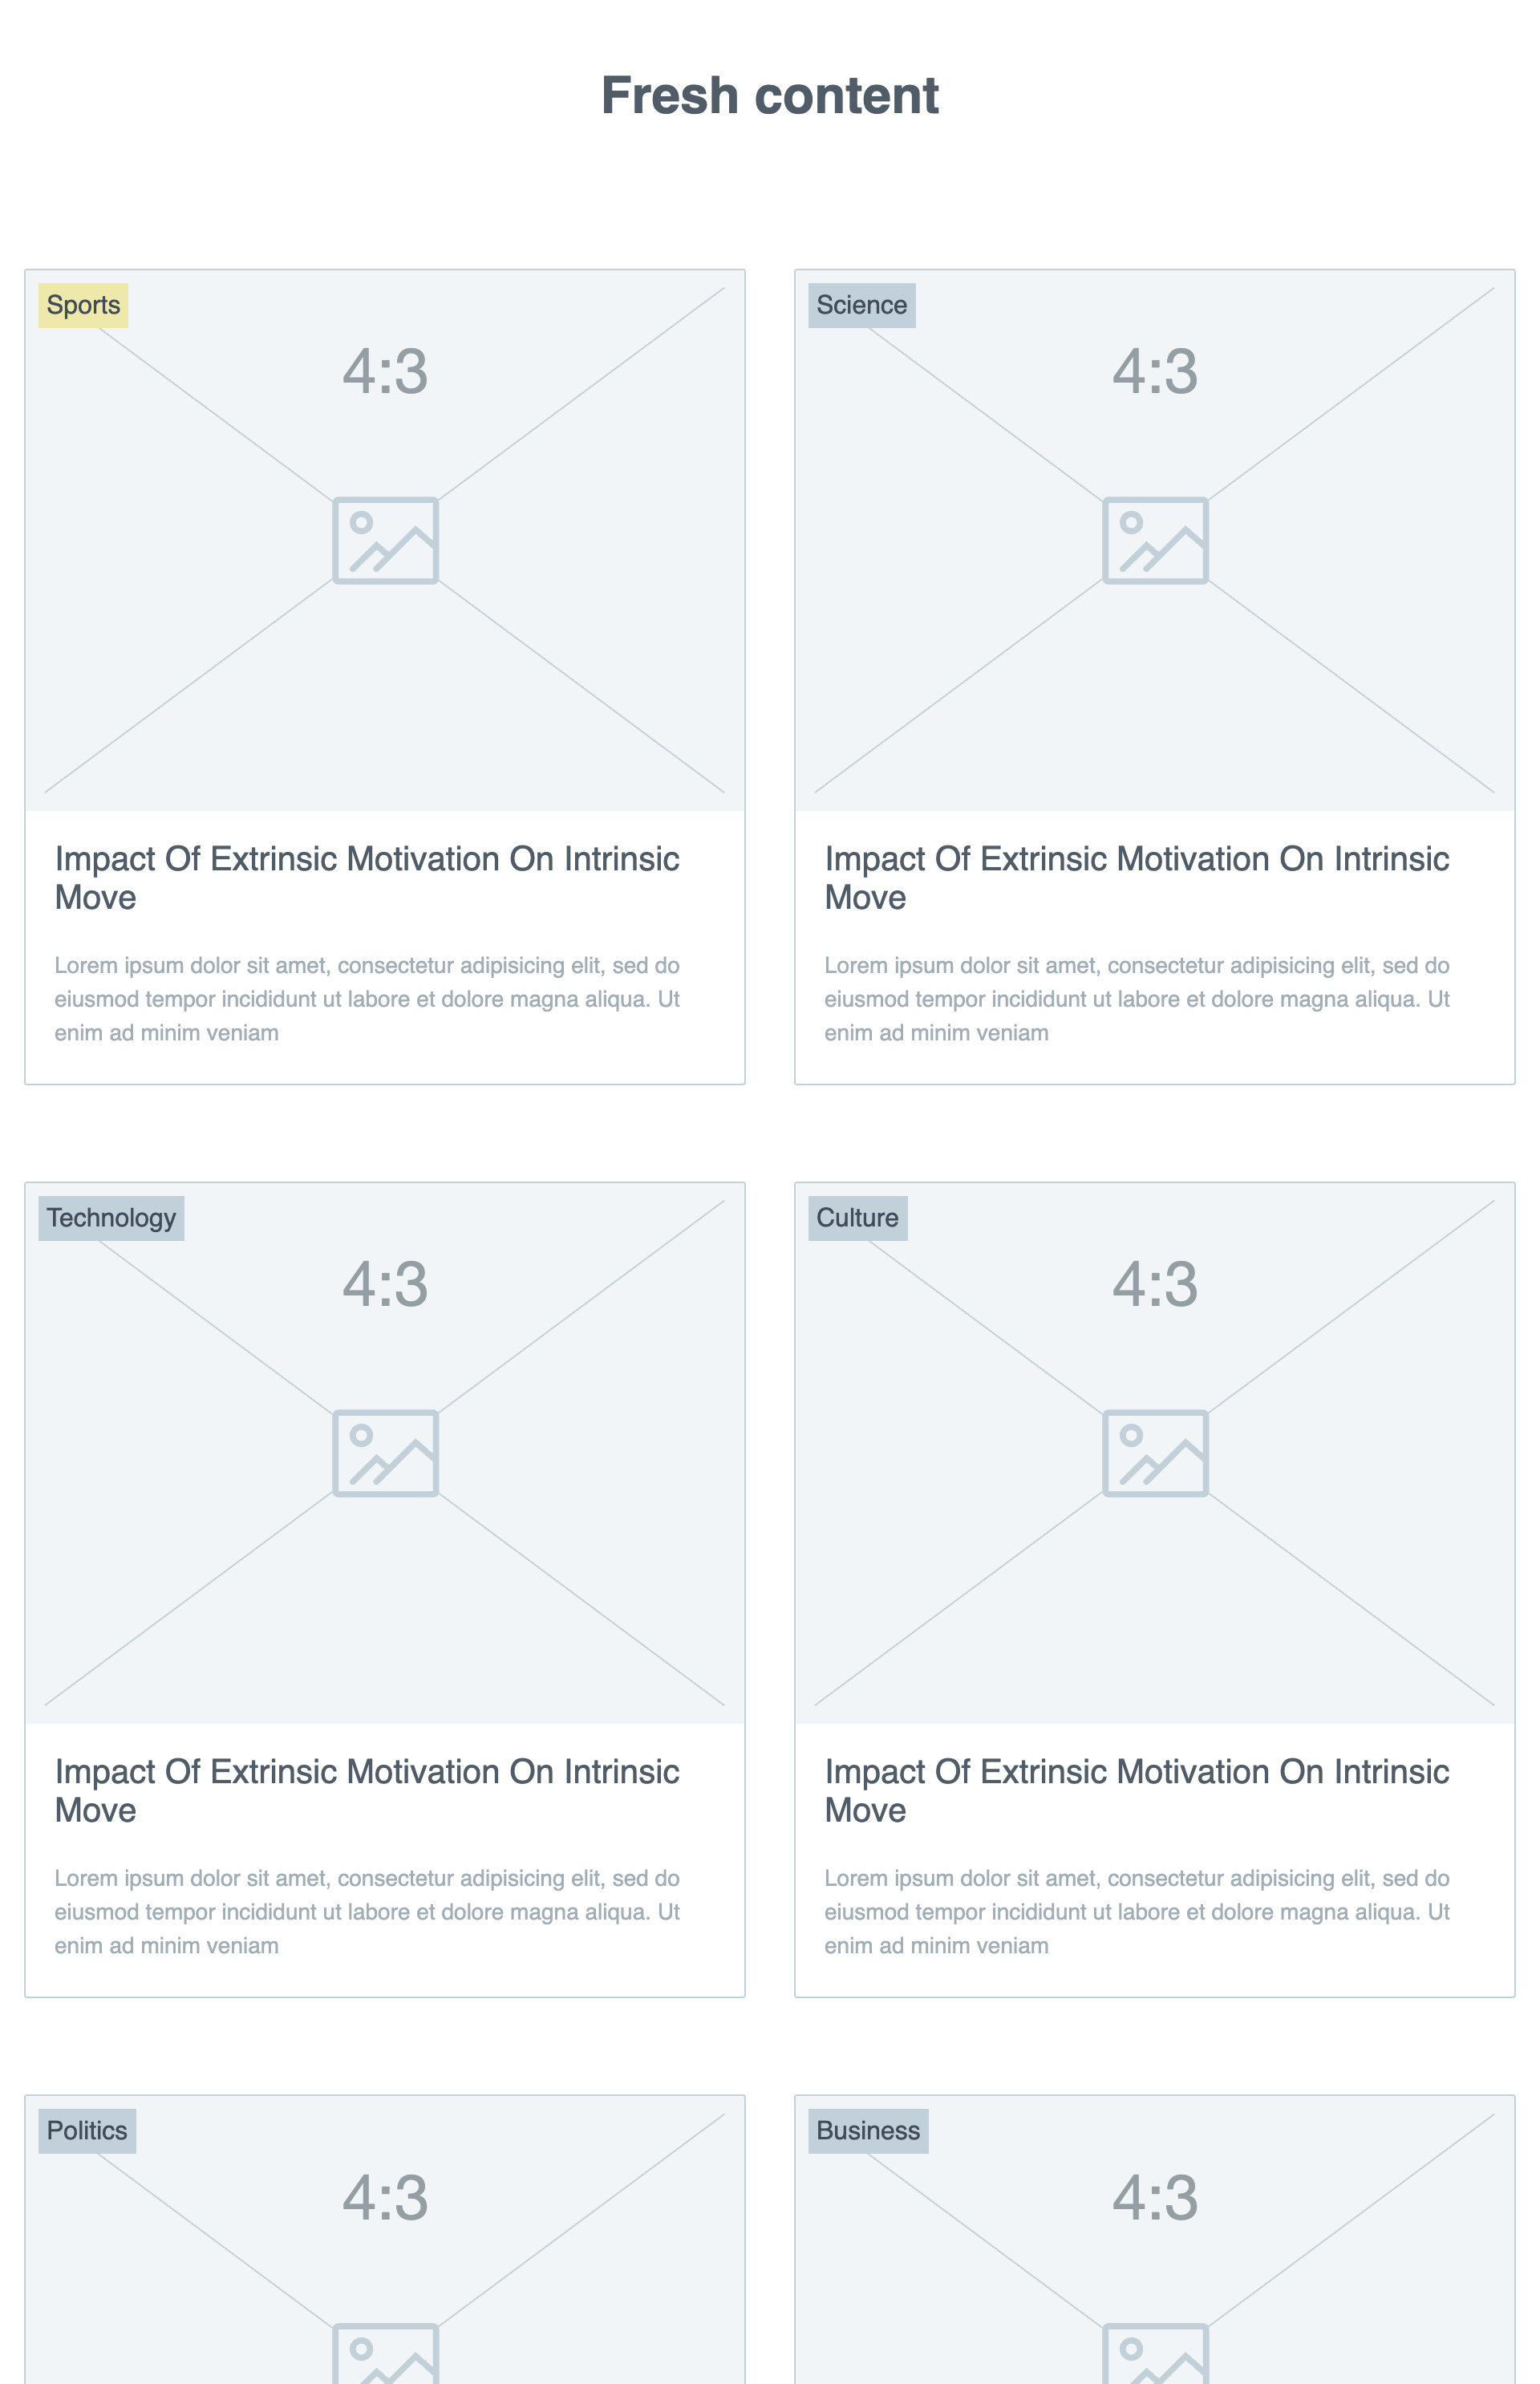 Fresh content
Sports
4:3
Impact Of Extrinsic Motivation On Intrinsic
Move
Lorem ipsum dolor sit amet, consectetur adipisicing elit, sed do
eiusmod tempor incididunt ut labore et dolore magna aliqua. Ut
enim ad minim veniam
Science
4:3
Impact Of Extrinsic Motivation On Intrinsic
Move
Lorem ipsum dolor sit amet, consectetur adipisicing elit, sed do
eiusmod tempor incididunt ut labore et dolore magna aliqua. Ut
enim ad minim veniam
Technology
4:3
Impact Of Extrinsic Motivation On Intrinsic
Move
Lorem ipsum dolor sit amet, consectetur adipisicing elit, sed do
eiusmod tempor incididunt ut labore et dolore magna aliqua. Ut
enim ad minim veniam
Culture
4:3
Impact Of Extrinsic Motivation On Intrinsic
Move
Lorem ipsum dolor sit amet, consectetur adipisicing elit, sed do
eiusmod tempor incididunt ut labore et dolore magna aliqua. Ut
enim ad minim veniam
Politics
4:3
Business
4:3